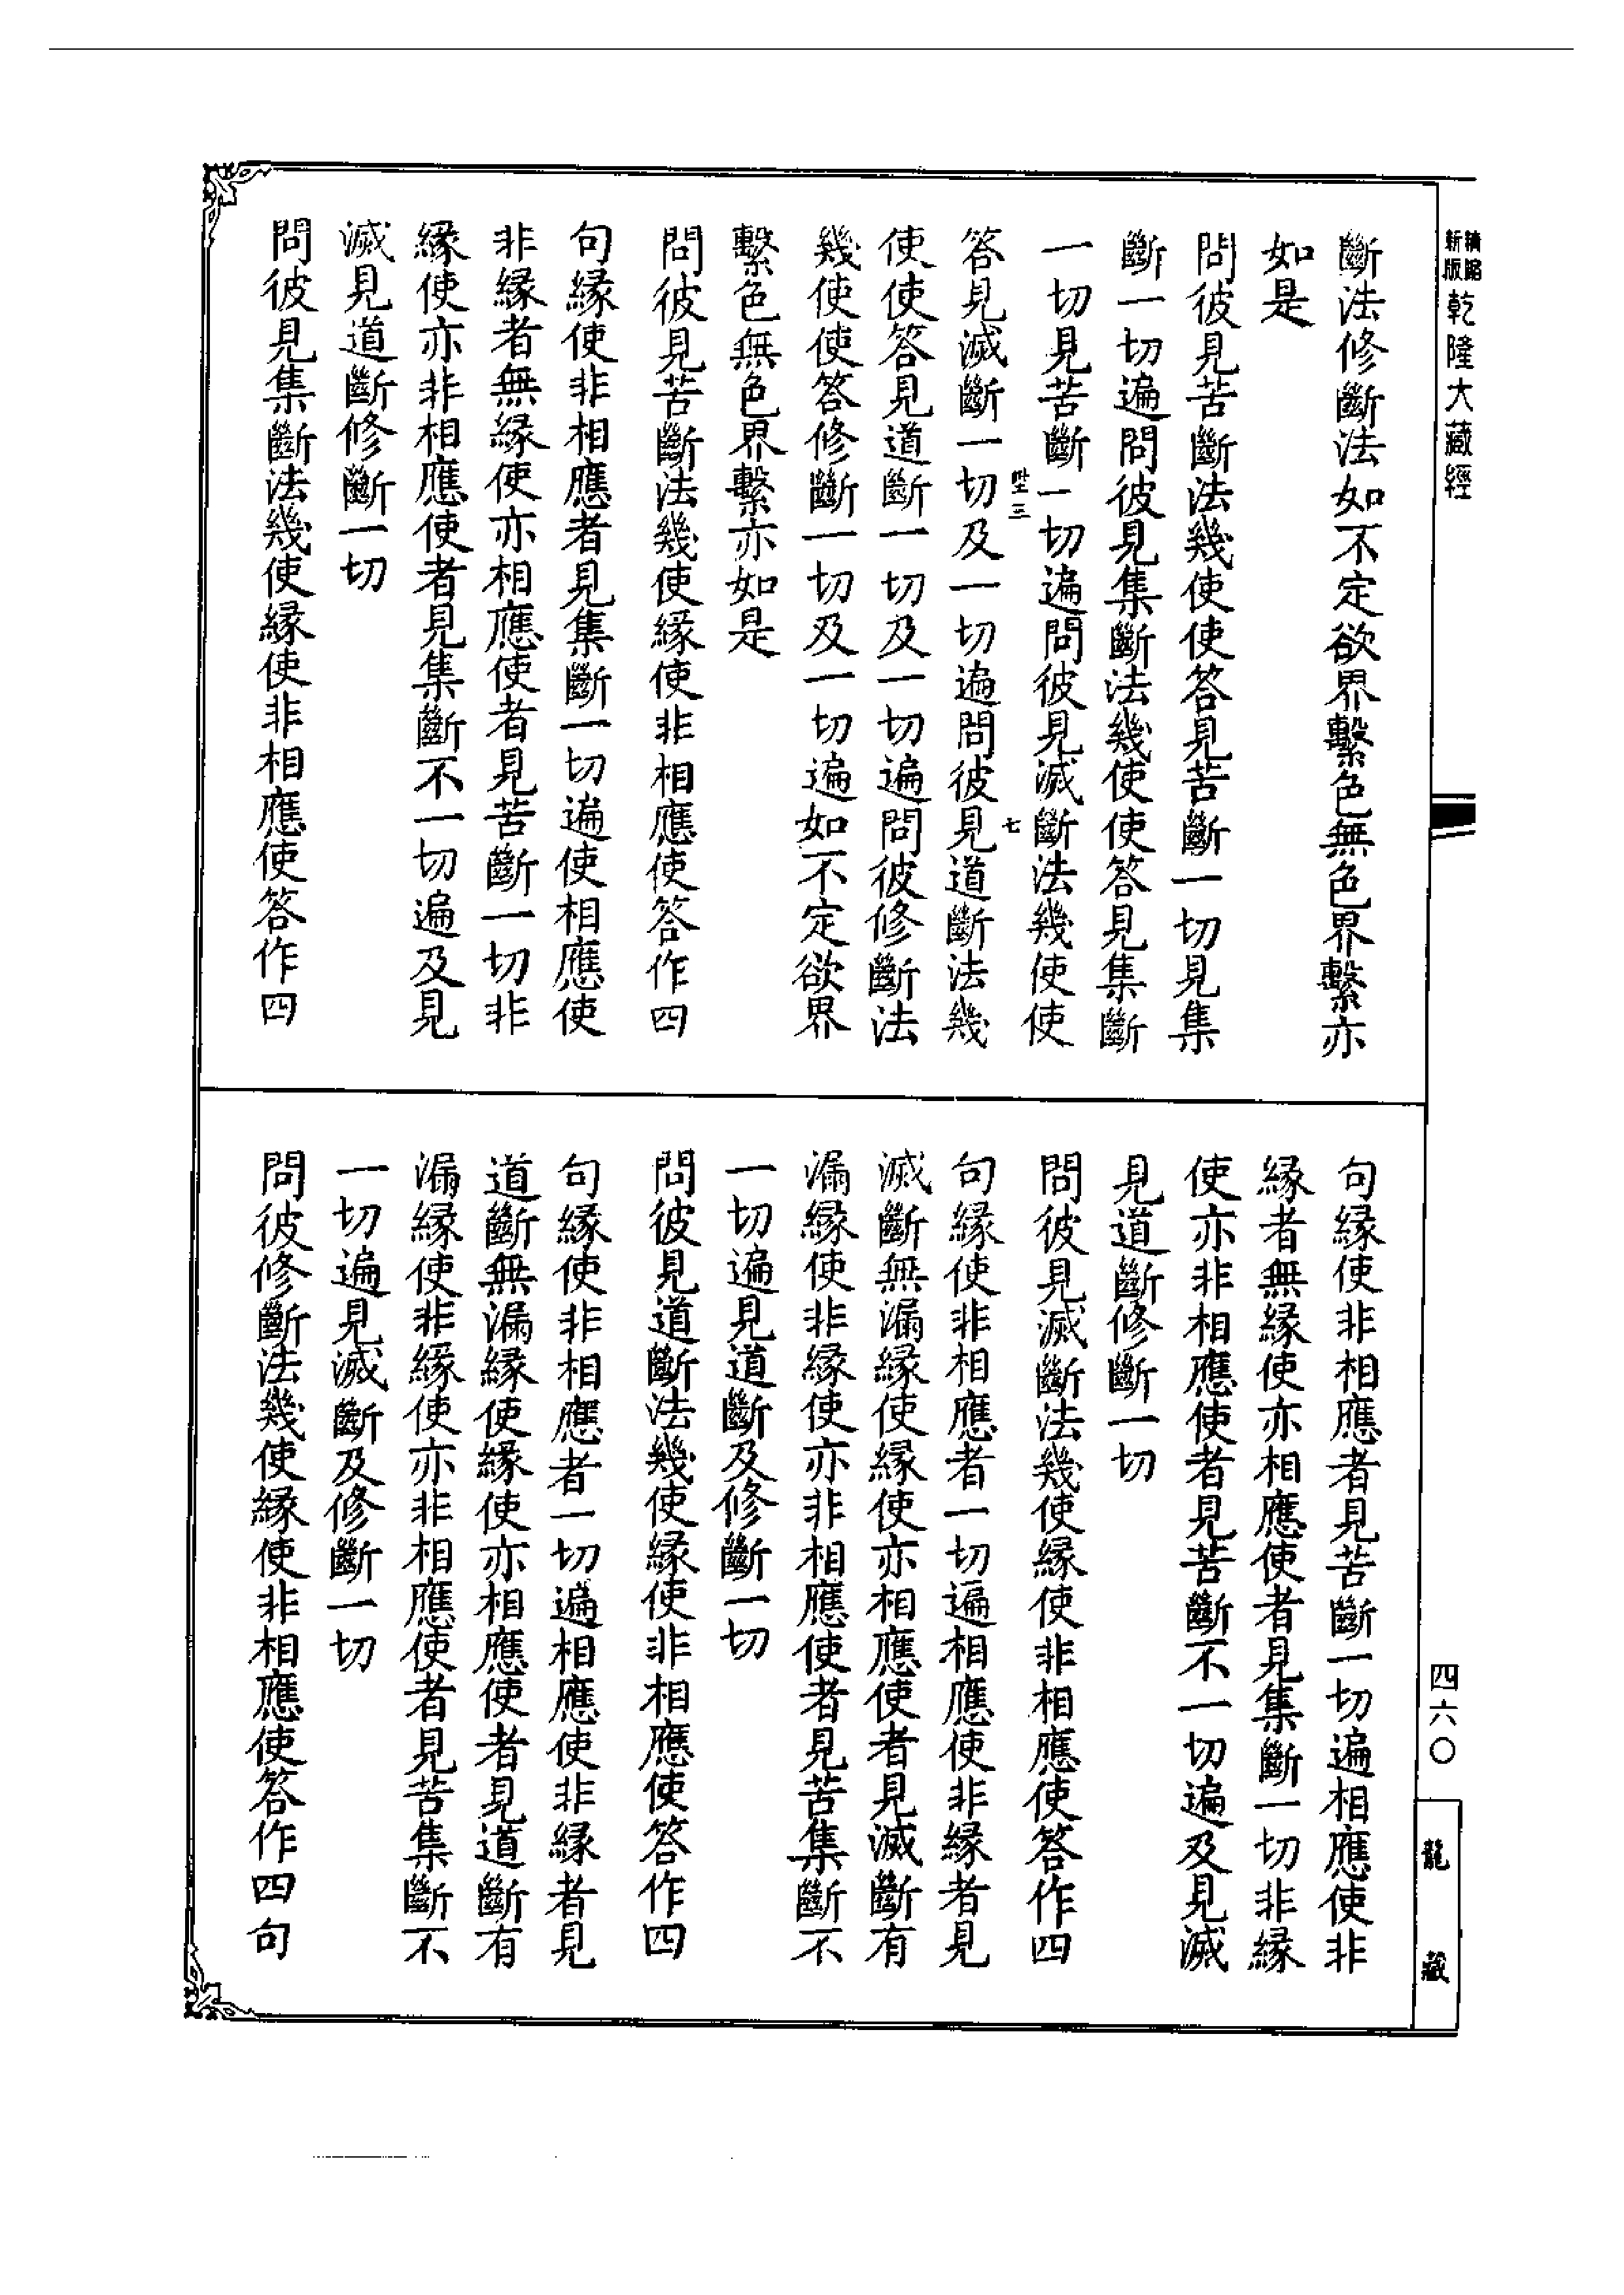 新版
精縮
乾隆大藏經
斷法修斷法如不定欲界繫色無色界繫亦
如是
問彼見苦斷法幾使使答見苦斷一切見集
斷一切遍問彼見集斷法幾使使答見集斷
一切見苦斷一切遍問彼見滅斷法幾使使
陛三
七
答見滅斷一切及一切遍問彼見道斷法幾
使使答見道斷一切及一切遍問彼修斷法
幾使使答修斷一切及一切遍如不定欲界
繫色無色界繫亦如是
問彼見苦斷法幾使緣使非相應使答作四
句緣使非相應者見集斷一切遍使相應使
非緣者無緣使亦相應使者見苦斷一切非
緣使亦非相應使者見集斷不一切遍及見
滅見道斷修斷一切
問彼見集斷法幾使緣使非相應使答作四
句緣使非相應者見苦斷一切遍相應使非
緣者無緣使亦相應使者見集斷一切非緣
使亦非相應使者見苦斷不一切遍及見滅
見道斷修斷一切
問彼見滅斷法幾使緣使非相應使答作四
句緣使非相應者一切遍相應使非緣者見
滅斷無漏緣使緣使亦相應使者見滅斷有
漏緣使非緣使亦非相應使者見苦集斷不
一切遍見道斷及修斷一切
問彼見道斷法幾使緣使非相應使答作四
句緣使非相應者一切遍相應使非緣者見
道斷無漏緣使緣使亦相應使者見道斷有
漏緣使非緣使亦非相應使者見苦集斷不
一切遍見滅斷及修斷一切
問彼修斷法幾使緣使非相應使答作四句
四六〇
龍藏